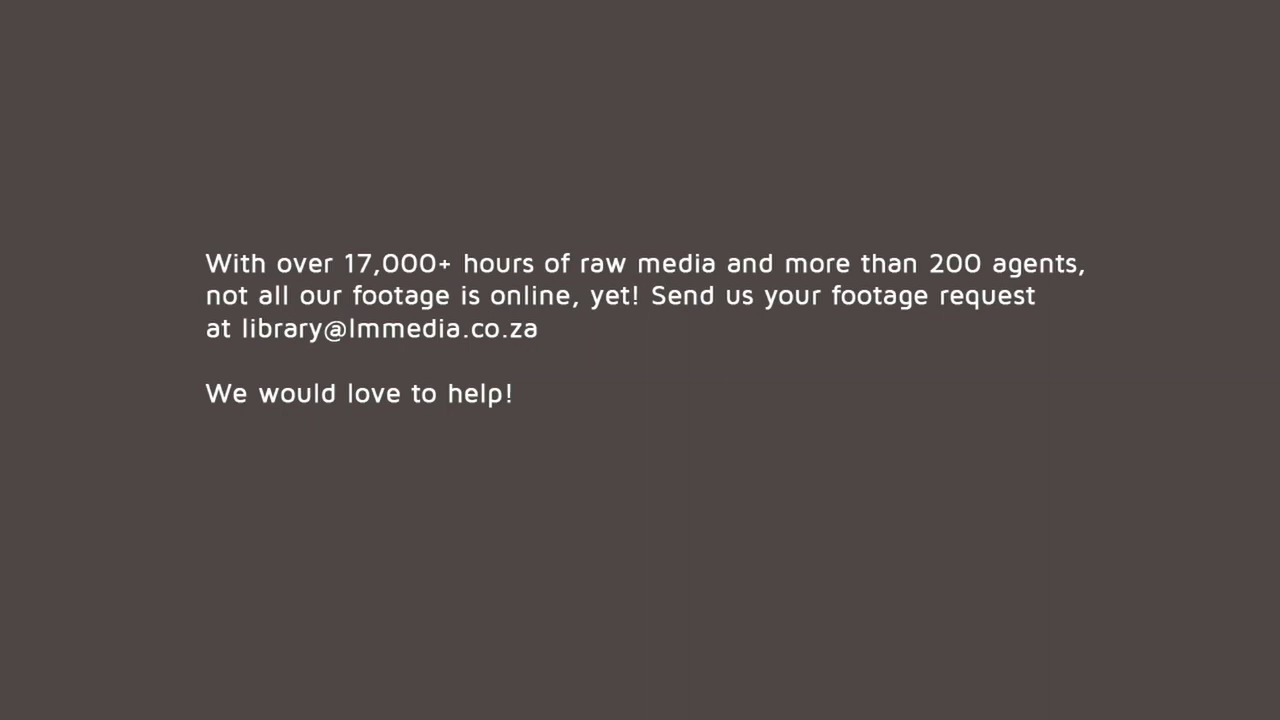 With over 17,000+ hours of raw media and more than 200 agents,
not all our footage is online, yet! Send us your footage request
at library@lmmedia.co.za
We would love to help!